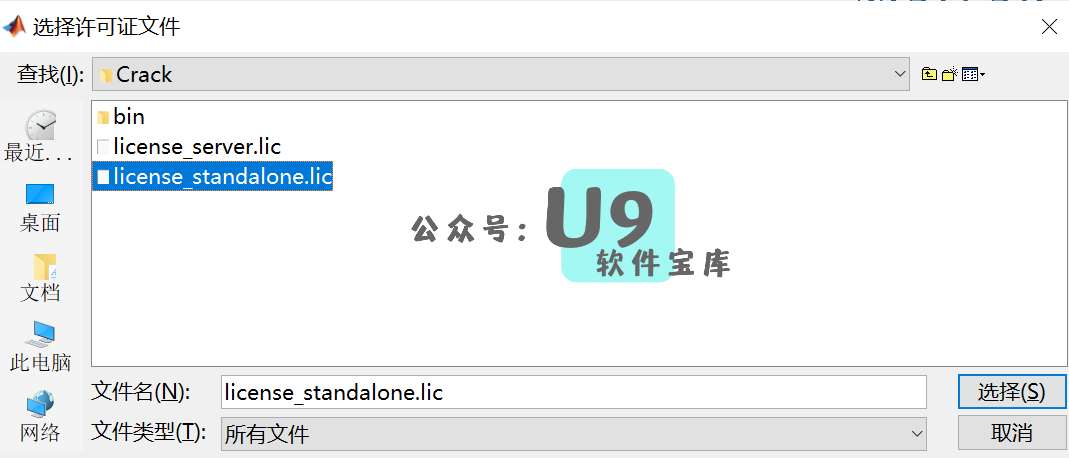 选择许可证文件
查找(I):
Crack
bin
license_server.lic
license_standalone.lic
最近...
桌面
文档
此电脑
网络
公众号:
U9
软件宝库
文件名(N):
license_standalone.lic
选择(S)
文件类型(T):
所有文件
取消